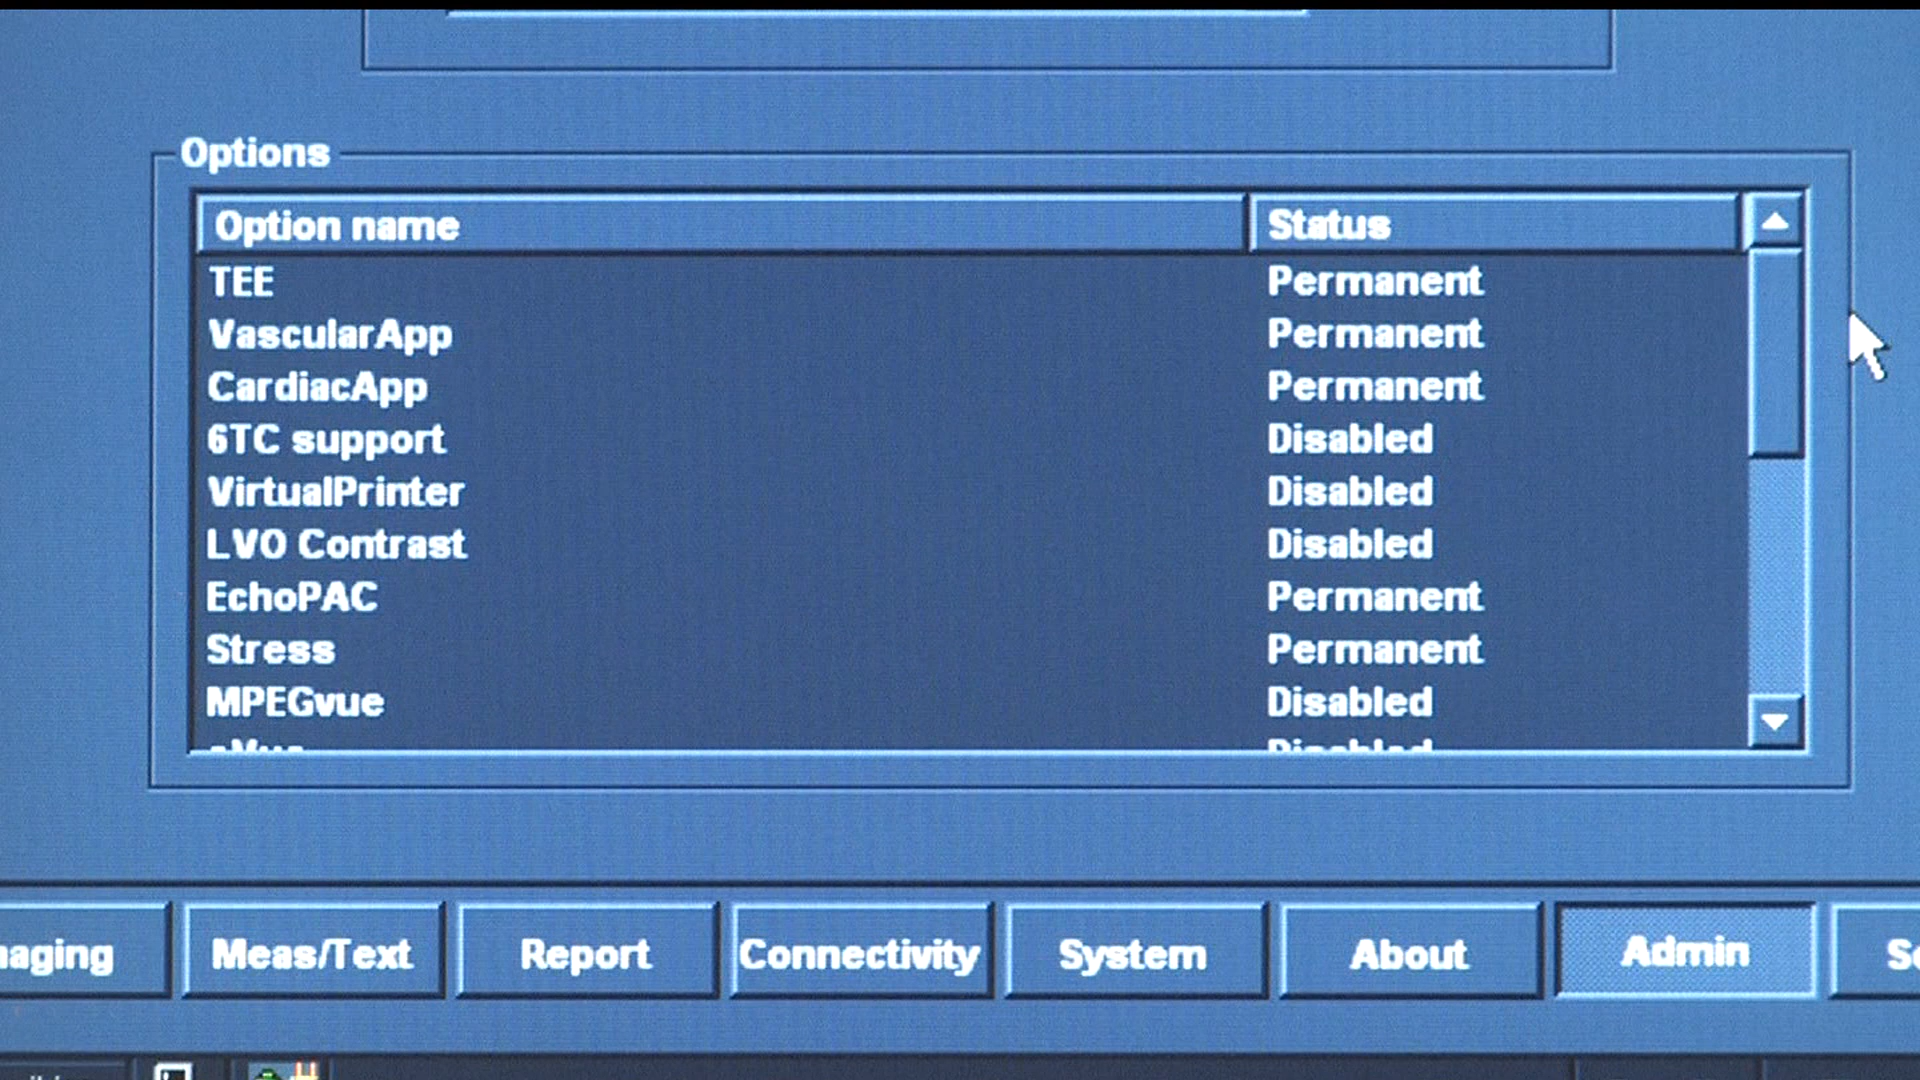 Options
Option name Status
TEE Permanent
VascularApp Permanent
CardiacApp Permanent
6TC support Disabled
VirtualPrinter Disabled
LVO Contrast Disabled
EchoPAC Permanent
Stress Permanent
MPEGvue Disabled
Disabled
Meas/Text Report Connectivity System About Admin